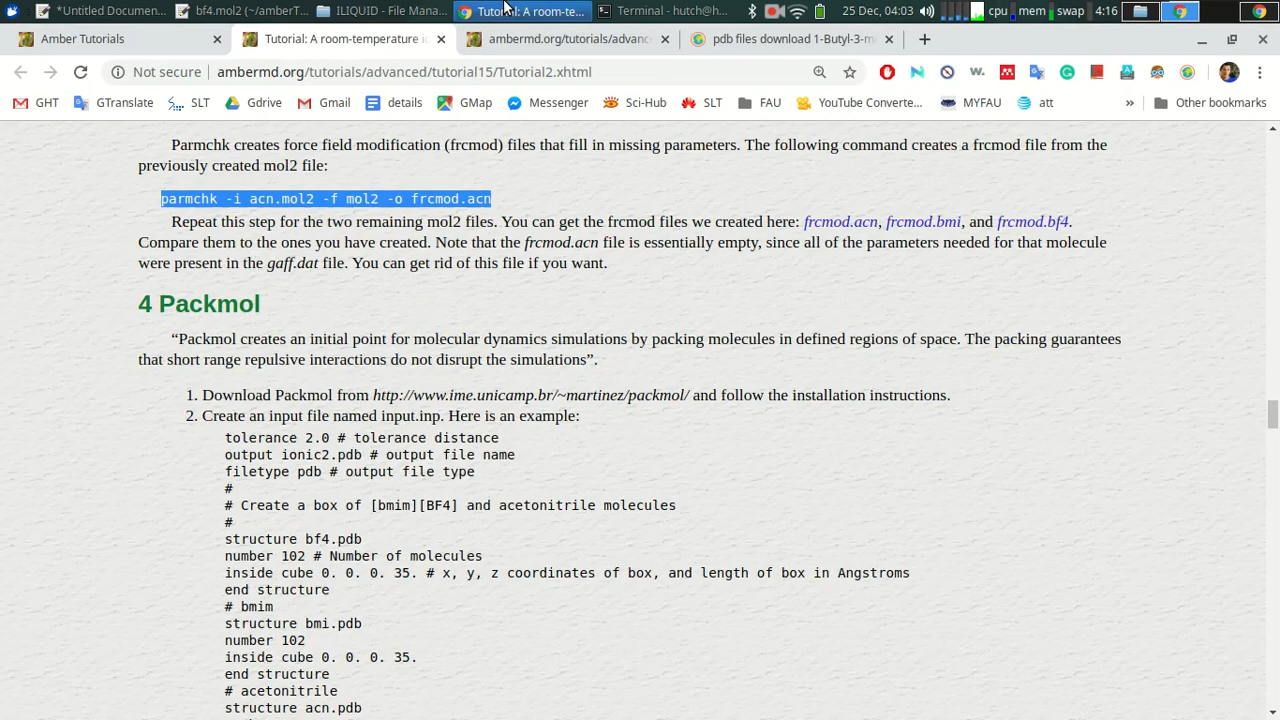 *Untitled Documen...
bf4.mol2 (~/amberT...
ILIQUID - File Mana...
Tutorial: A room-te...
Terminal - hutch@h...
25 Dec, 04:03
cpu
mem
swap
4:16
Amber Tutorials
Tutorial: A room-temperature io
ambermd.org/tutorials/advance
pdb files download 1-Butyl-3-m
Not secure
ambermd.org/tutorials/advanced/tutorial15/Tutorial2.xhtml
GHT
GTranslate
SLT
Gdrive
Gmail
details
GMap
Messenger
Sci-Hub
SLT
FAU
YouTube Converte...
MYFAU
att
»
Other bookmarks
Parmchk creates force field modification (frcmod) files that fill in missing parameters. The following command creates a frcmod file from the
previously created mol2 file:
parmchk -i acn.mol2 -f mol2 -o frcmod.acn
Repeat this step for the two remaining mol2 files. You can get the frcmod files we created here: frcmod.acn, frcmod.bmi, and frcmod.bf4.
Compare them to the ones you have created. Note that the frcmod.acn file is essentially empty, since all of the parameters needed for that molecule
were present in the gaff.dat file. You can get rid of this file if you want.
4 Packmol
“Packmol creates an initial point for molecular dynamics simulations by packing molecules in defined regions of space. The packing guarantees
that short range repulsive interactions do not disrupt the simulations”.
1. Download Packmol from http://www.ime.unicamp.br/~martinez/packmol/ and follow the installation instructions.
2. Create an input file named input.inp. Here is an example:
tolerance 2.0 # tolerance distance
output ionic2.pdb # output file name
filetype pdb # output file type
#
# Create a box of [bmim][BF4] and acetonitrile molecules
#
structure bf4.pdb
number 102 # Number of molecules
inside cube 0. 0. 0. 35. # x, y, z coordinates of box, and length of box in Angstroms
end structure
# bmim
structure bmi.pdb
number 102
inside cube 0. 0. 0. 35.
end structure
# acetonitrile
structure acn.pdb